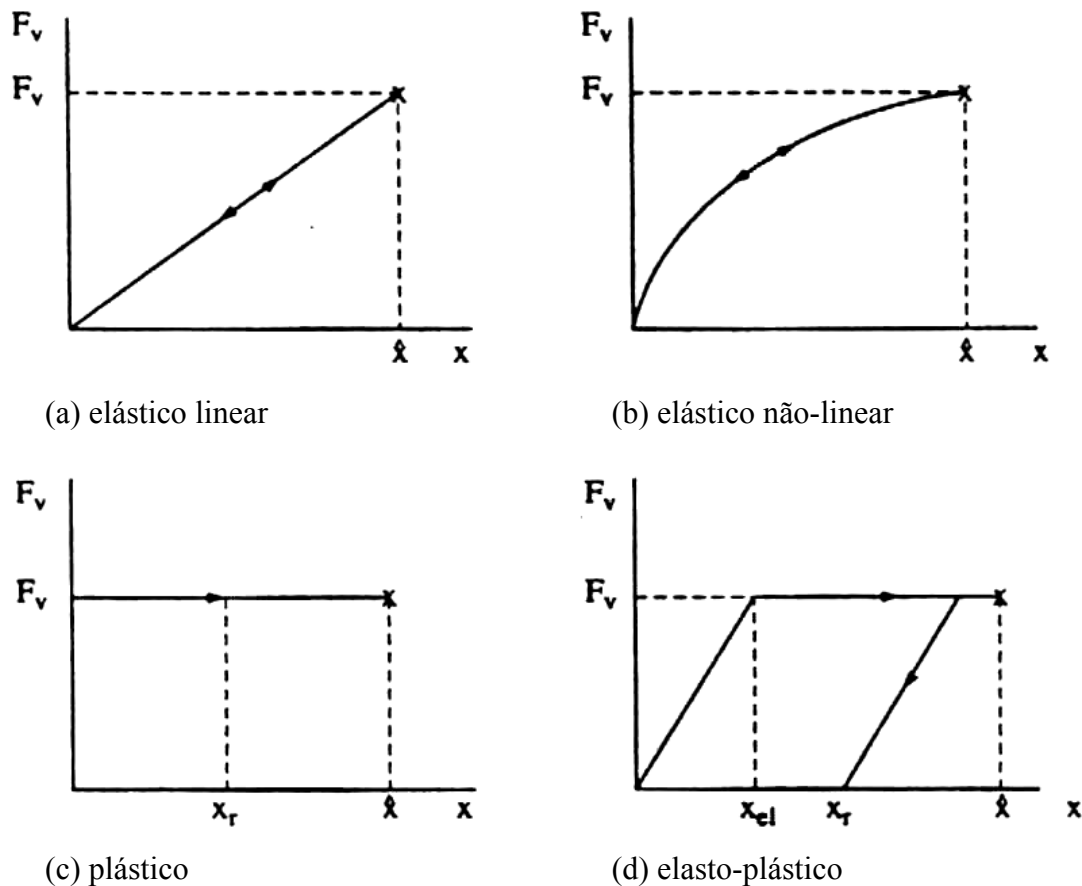 F_v F_v
F_v F_v
x̂ x x̂ x
(a) elástico linear (b) elástico não-linear
F_v F_v
F_v F_v
x_r x̂ x x_el x_r x̂ x
(c) plástico (d) elasto-plástico